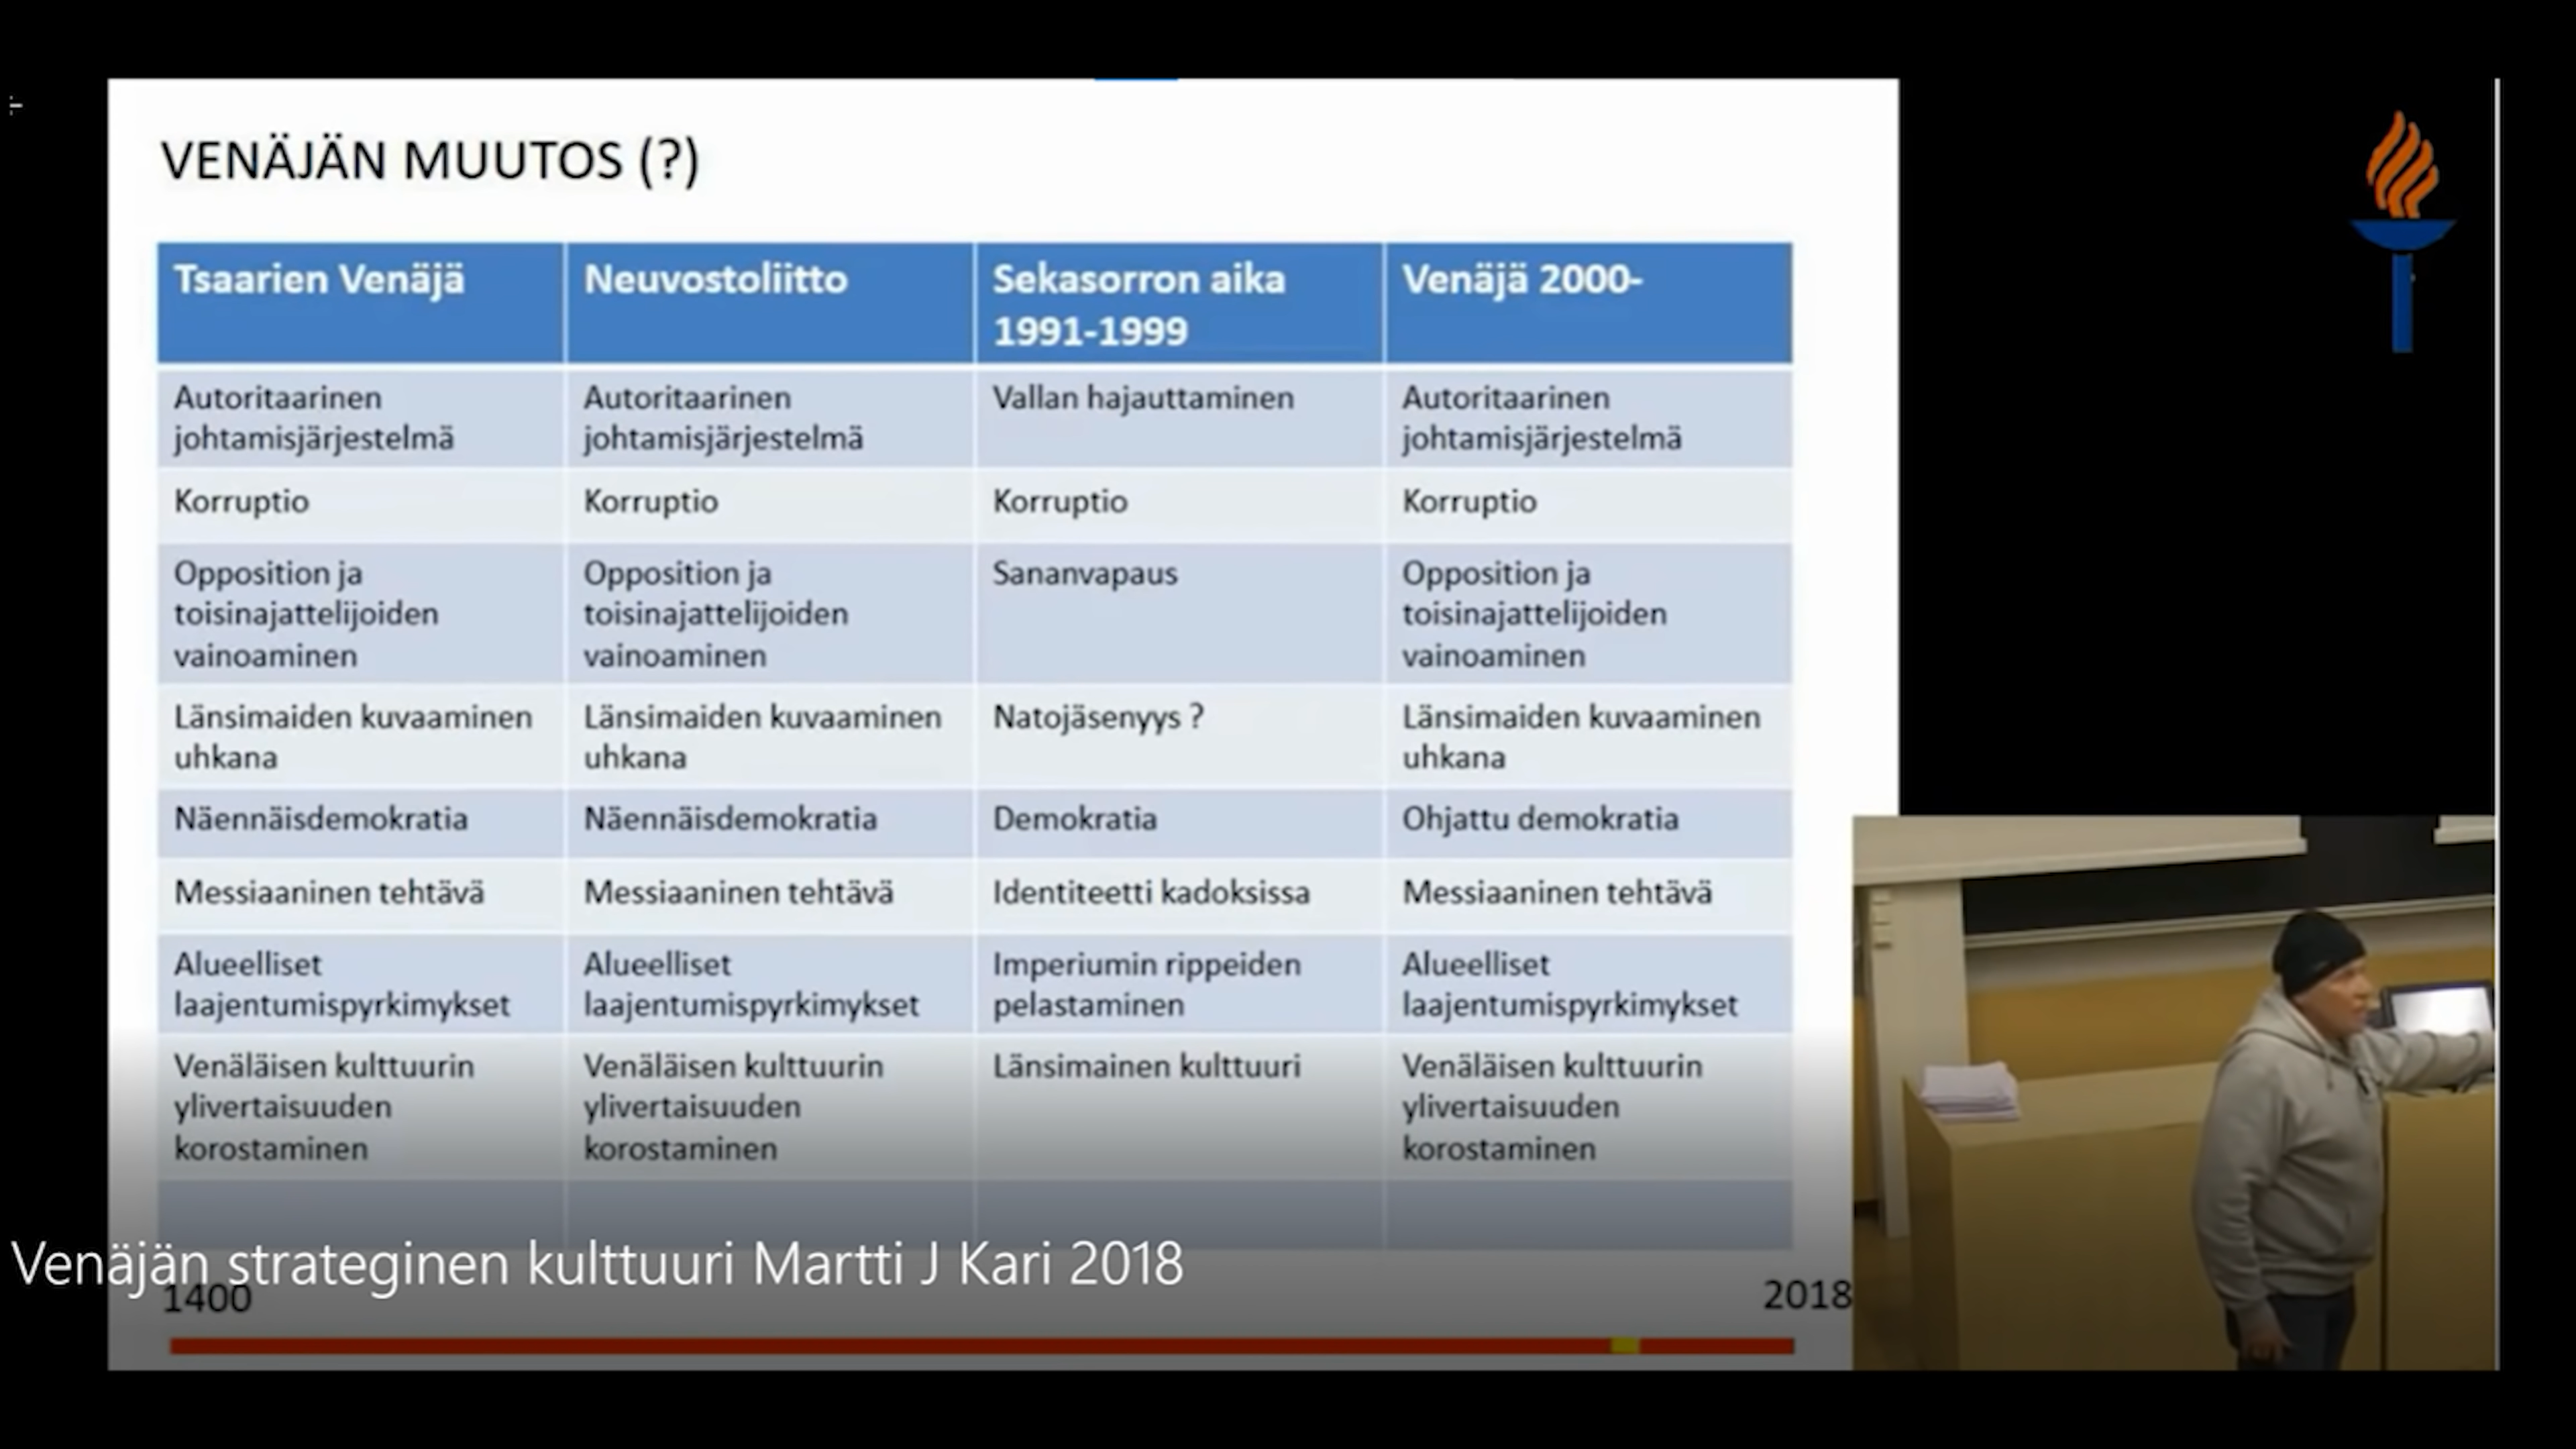 VENÄJÄN MUUTOS (?)
Tsaarien Venäjä
Neuvostoliitto
Sekasorron aika
1991-1999
Venäjä 2000-
Autoritaarinen
johtamisjärjestelmä
Autoritaarinen
johtamisjärjestelmä
Vallan hajauttaminen
Autoritaarinen
johtamisjärjestelmä
Korruptio
Korruptio
Korruptio
Korruptio
Opposition ja
toisinajattelijoiden
vainoaminen
Opposition ja
toisinajattelijoiden
vainoaminen
Sananvapaus
Opposition ja
toisinajattelijoiden
vainoaminen
Länsimaiden kuvaaminen
uhkana
Länsimaiden kuvaaminen
uhkana
Natojäsenyys ?
Länsimaiden kuvaaminen
uhkana
Näennäisdemokratia
Näennäisdemokratia
Demokratia
Ohjattu demokratia
Messiaaninen tehtävä
Messiaaninen tehtävä
Identiteetti kadoksissa
Messiaaninen tehtävä
Alueelliset
laajentumispyrkimykset
Alueelliset
laajentumispyrkimykset
Imperiumin rippeiden
pelastaminen
Alueelliset
laajentumispyrkimykset
Venäläisen kulttuurin
ylivertaisuuden
korostaminen
Venäläisen kulttuurin
ylivertaisuuden
korostaminen
Länsimainen kulttuuri
Venäläisen kulttuurin
ylivertaisuuden
korostaminen
Venäjän strateginen kulttuuri Martti J Kari 2018
1400
2018